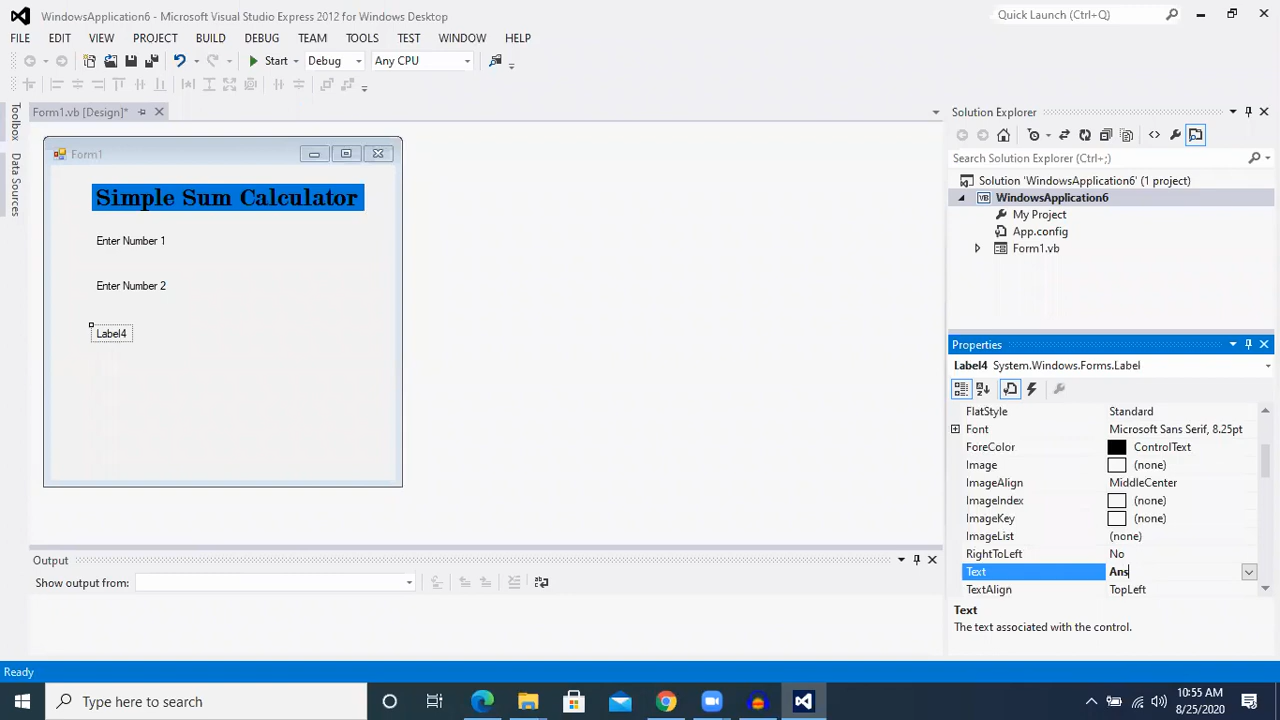 WindowsApplication6 - Microsoft Visual Studio Express 2012 for Windows Desktop
Quick Launch (Ctrl+Q)
FILE EDIT VIEW PROJECT BUILD DEBUG TEAM TOOLS TEST WINDOW HELP
Start Debug Any CPU
Toolbox
Data Sources
Form1.vb [Design]*
Form1
Simple Sum Calculator
Enter Number 1
Enter Number 2
Label4
Solution Explorer
Search Solution Explorer (Ctrl+;)
Solution 'WindowsApplication6' (1 project)
WindowsApplication6
My Project
App.config
Form1.vb
Properties
Label4 System.Windows.Forms.Label
FlatStyle Standard
Font Microsoft Sans Serif, 8.25pt
ForeColor ControlText
Image (none)
ImageAlign MiddleCenter
ImageIndex (none)
ImageKey (none)
ImageList (none)
RightToLeft No
Text Ans
TextAlign TopLeft
Text
The text associated with the control.
Output
Show output from:
Ready
Type here to search
10:55 AM
8/25/2020